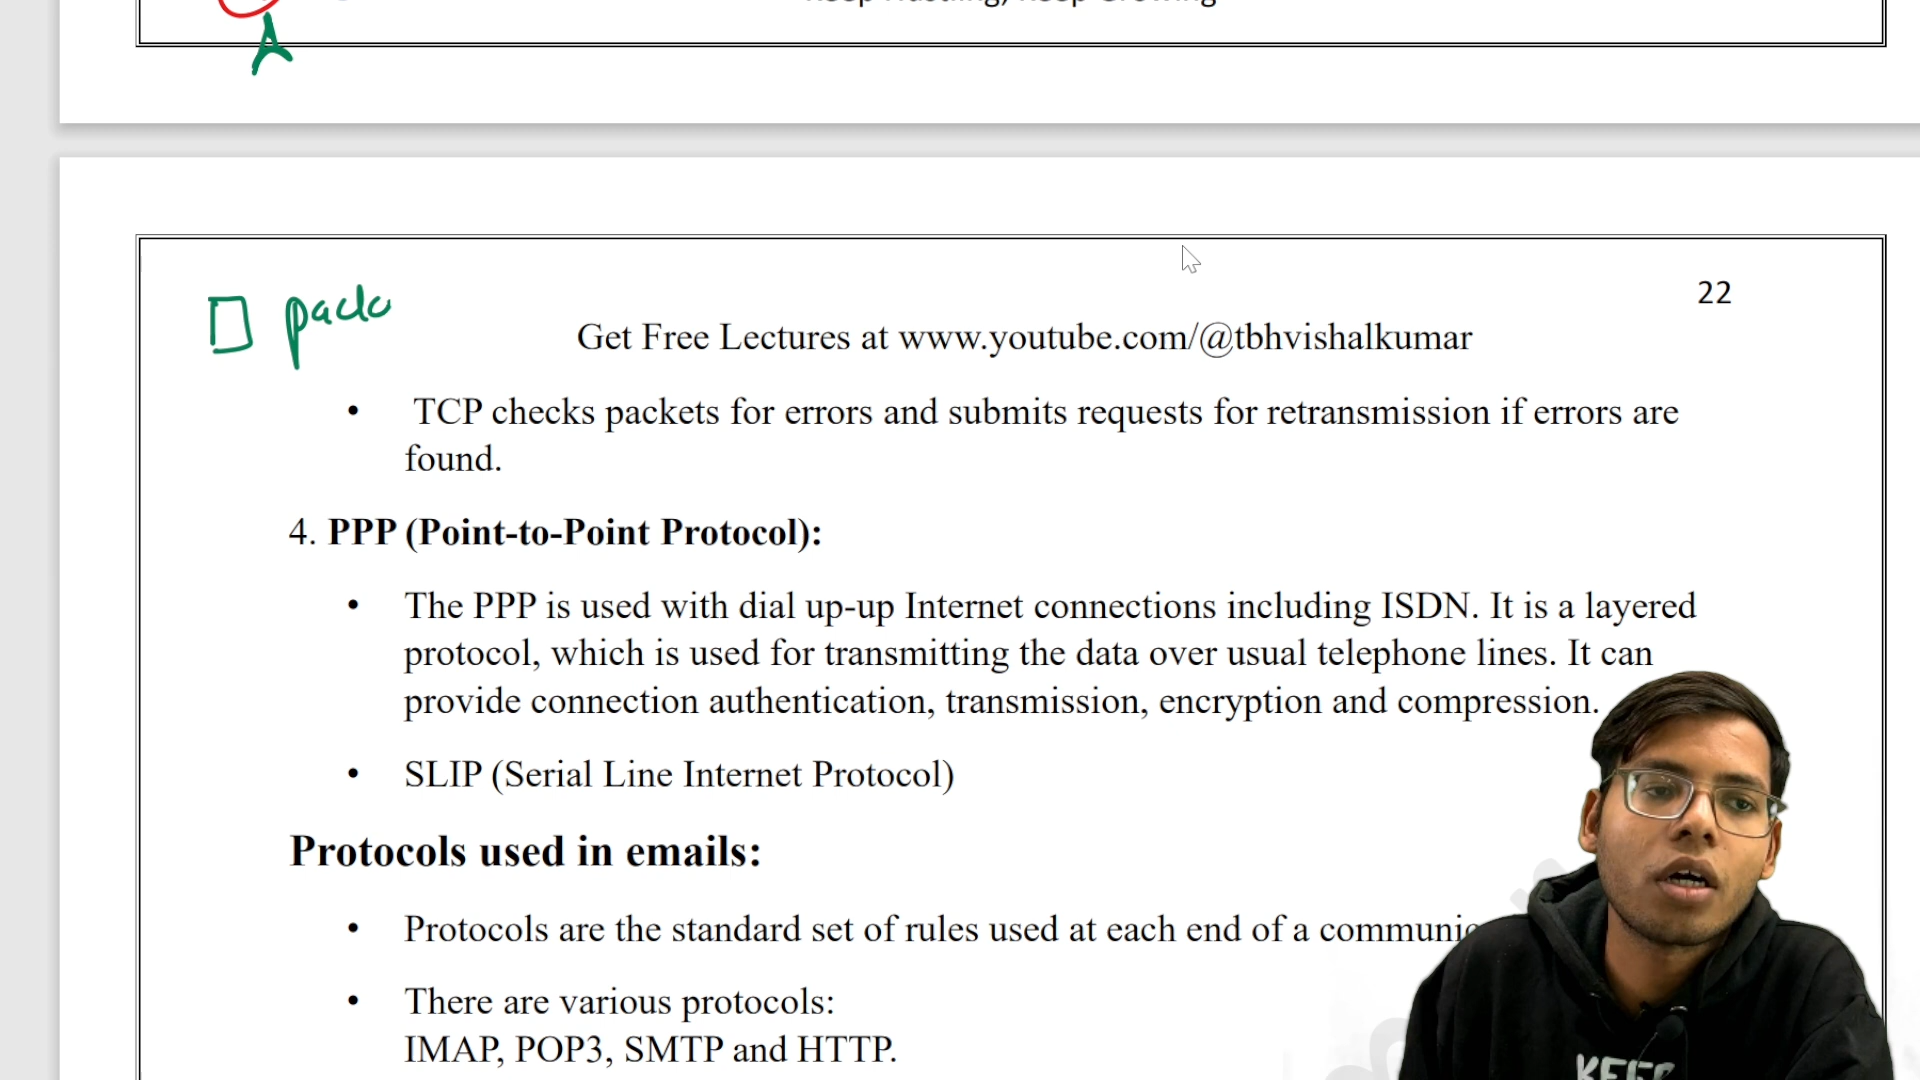 Keep Hustling, Keep Growing
A
22
Get Free Lectures at www.youtube.com/@tbhvishalkumar
• TCP checks packets for errors and submits requests for retransmission if errors are
found.
4. PPP (Point-to-Point Protocol):
• The PPP is used with dial up-up Internet connections including ISDN. It is a layered
protocol, which is used for transmitting the data over usual telephone lines. It can
provide connection authentication, transmission, encryption and compression.
• SLIP (Serial Line Internet Protocol)
Protocols used in emails:
• Protocols are the standard set of rules used at each end of a
• There are various protocols:
IMAP, POP3, SMTP and HTTP.